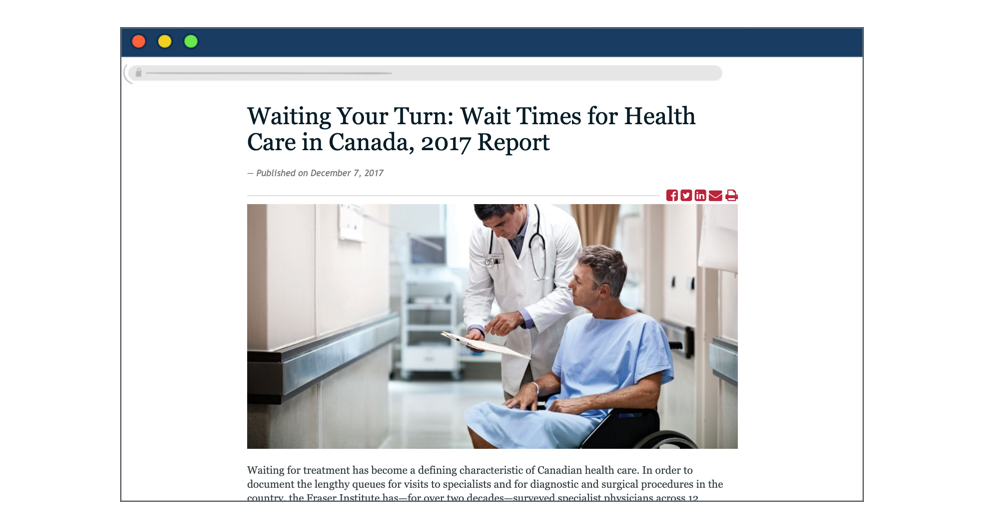 Waiting Your Turn: Wait Times for Health
Care in Canada, 2017 Report
– Published on December 7, 2017
Waiting for treatment has become a defining characteristic of Canadian health care. In order to
document the lengthy queues for visits to specialists and for diagnostic and surgical procedures in the
country, the Fraser Institute has—for over two decades—surveyed specialist physicians across 12